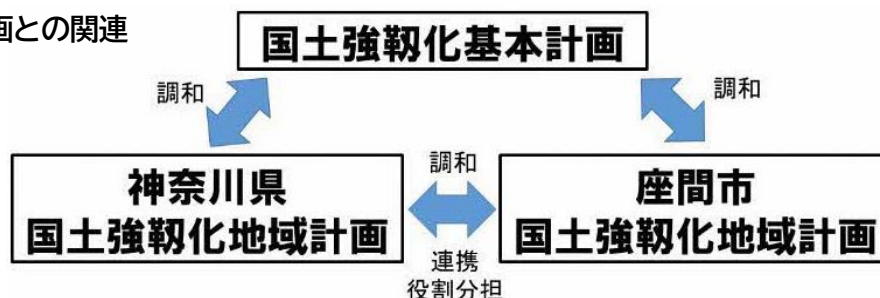 画との関連
国土強靱化基本計画
調和
調和
神奈川県
国土強靱化地域計画
調和
連携
役割分担
座間市
国土強靱化地域計画